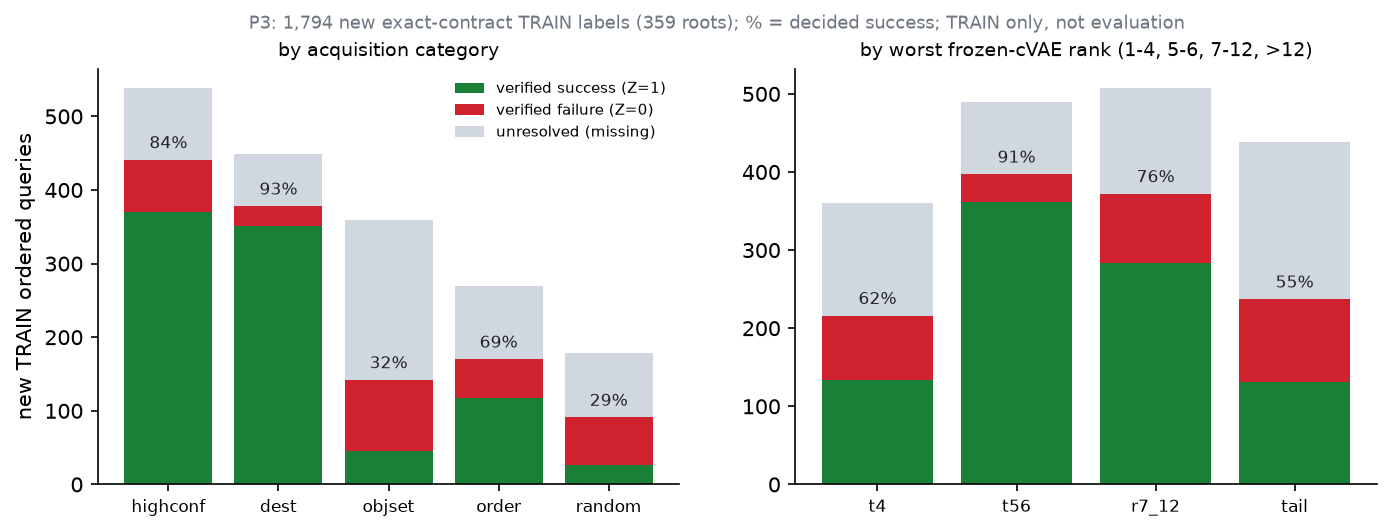 P3: 1,794 new exact-contract TRAIN labels (359 roots); % = decided success; TRAIN only, not evaluation
by acquisition category
new TRAIN ordered queries
500
400
300
200
100
0
verified success (Z=1)
verified failure (Z=0)
unresolved (missing)
84%
93%
32%
69%
29%
highconf
dest
objset
order
random
by worst frozen-cVAE rank (1-4, 5-6, 7-12, >12)
500
400
300
200
100
0
62%
91%
76%
55%
t4
t56
r7_12
tail